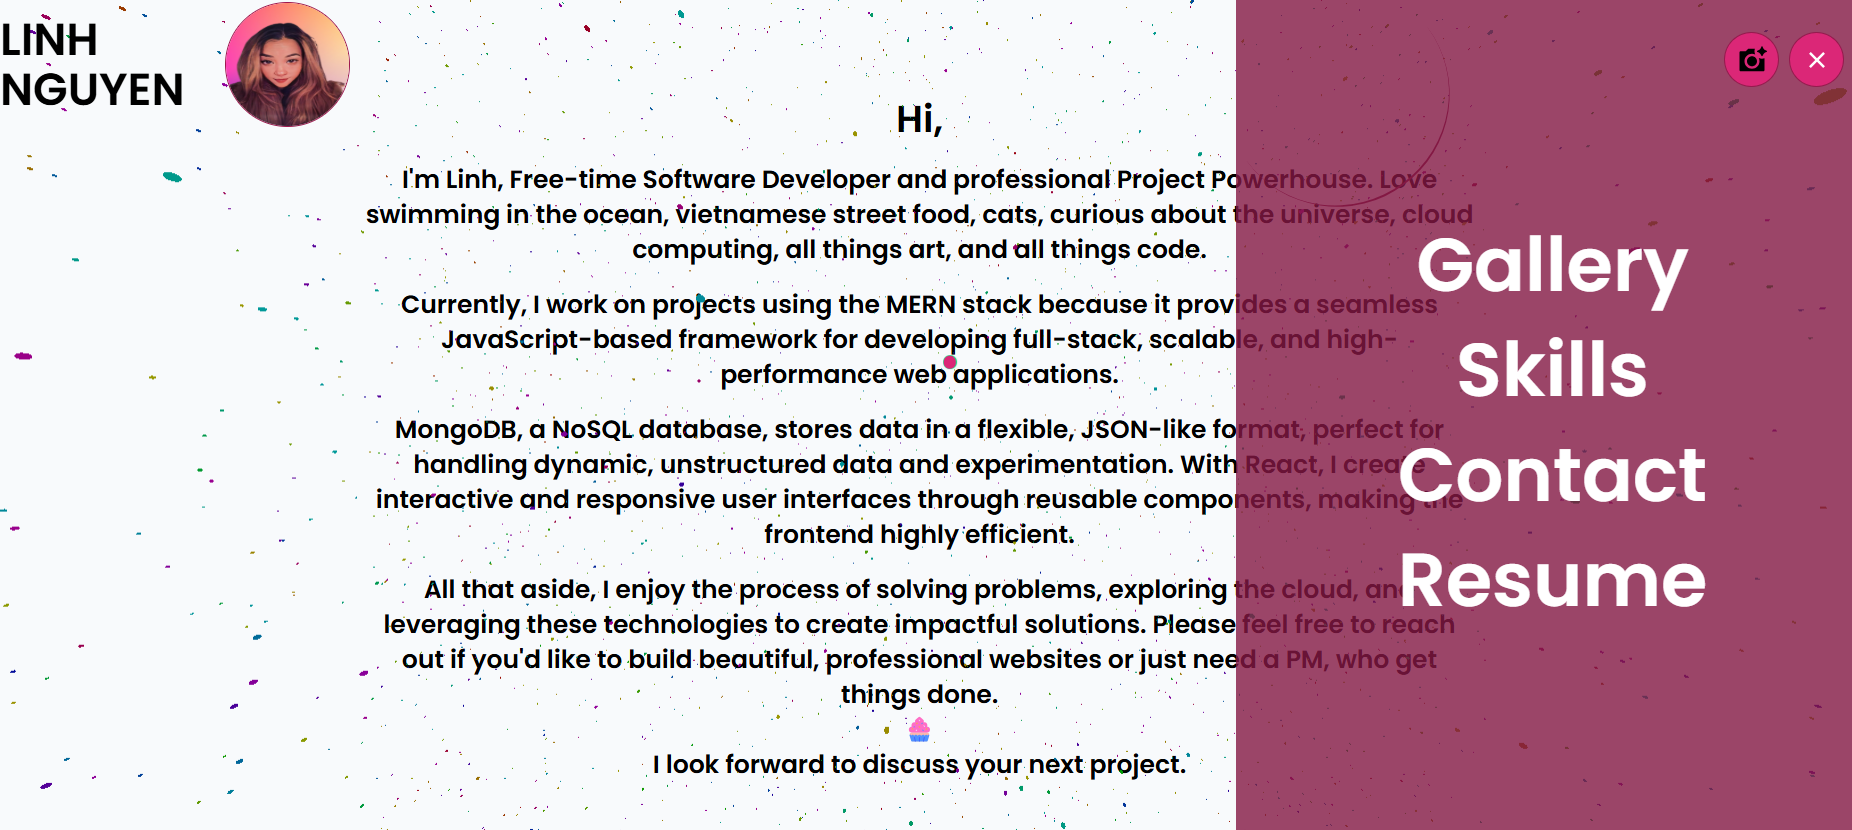 LINH
NGUYEN
Hi,
I'm Linh, Free-time Software Developer and professional Project Powerhouse. Love
swimming in the ocean, vietnamese street food, cats, curious about the universe, cloud
computing, all things art, and all things code.
Currently, I work on projects using the MERN stack because it provides a seamless
JavaScript-based framework for developing full-stack, scalable, and high-
performance web applications.
MongoDB, a NoSQL database, stores data in a flexible, JSON-like format, perfect for
handling dynamic, unstructured data and experimentation. With React, I create
interactive and responsive user interfaces through reusable components, making the
frontend highly efficient.
All that aside, I enjoy the process of solving problems, exploring the cloud, and
leveraging these technologies to create impactful solutions. Please feel free to reach
out if you'd like to build beautiful, professional websites or just need a PM, who get
things done.
I look forward to discuss your next project.
Gallery
Skills
Contact
Resume